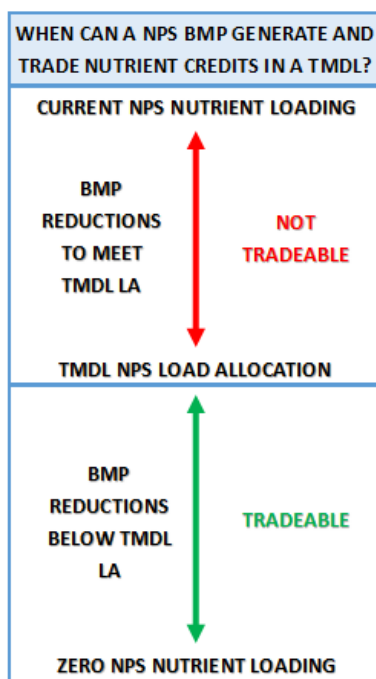 WHEN CAN A NPS BMP GENERATE AND
TRADE NUTRIENT CREDITS IN A TMDL?
CURRENT NPS NUTRIENT LOADING
BMP
REDUCTIONS
TO MEET
TMDL LA
NOT
TRADEABLE
TMDL NPS LOAD ALLOCATION
BMP
REDUCTIONS
BELOW TMDL
LA
TRADEABLE
ZERO NPS NUTRIENT LOADING